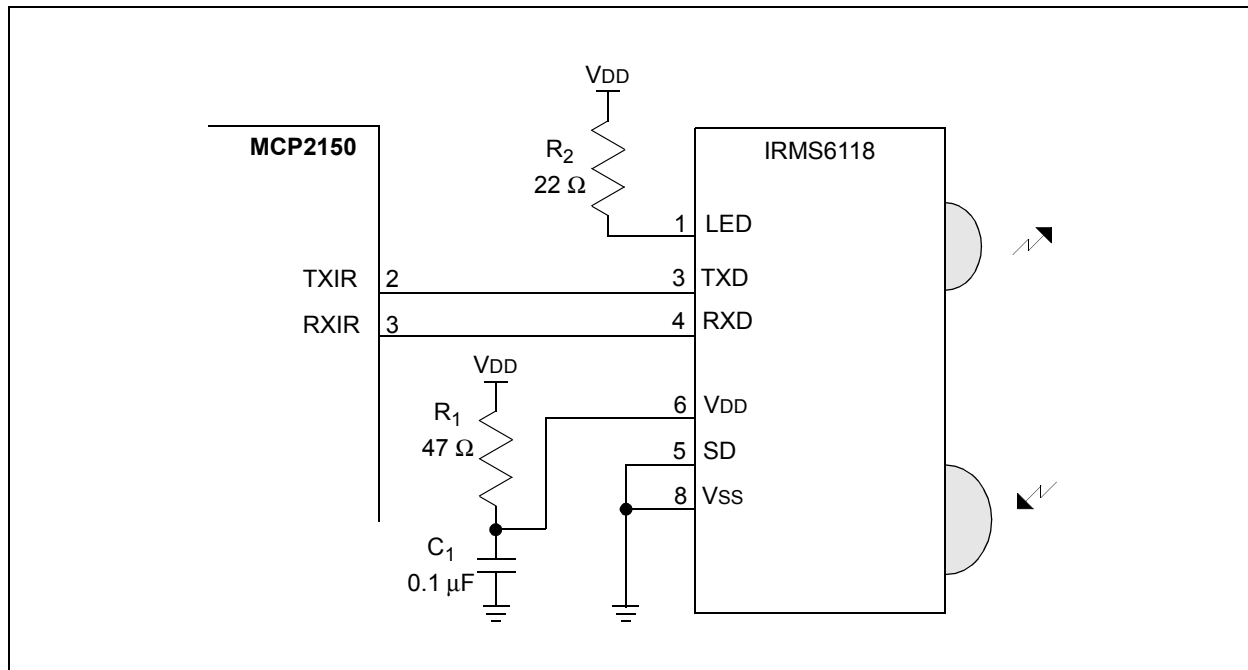 VDD
MCP2150
R2
22 Ω
IRMS6118
1 LED
TXIR 2
3 TXD
RXIR 3
4 RXD
VDD
R1
47 Ω
6 VDD
5 SD
8 VSS
C1
0.1 μF